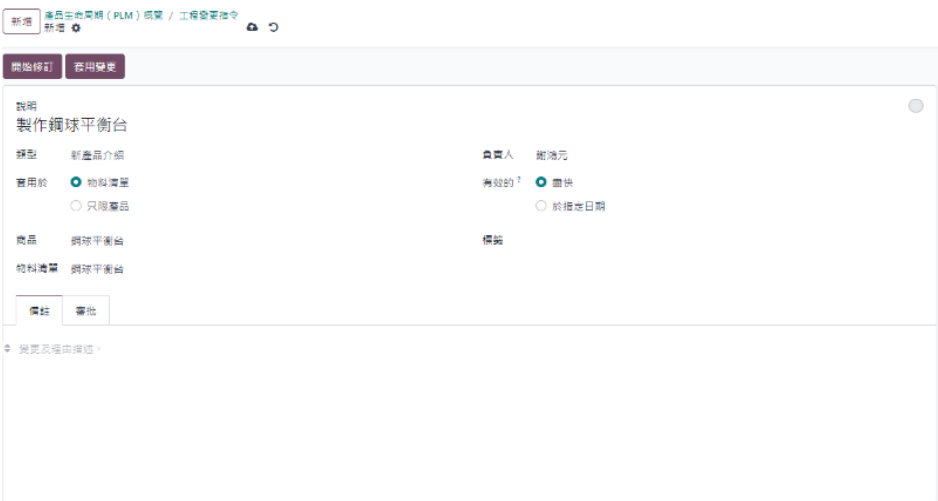 新增
產品生命周期（PLM）概覽 / 工程變更指令
新增
開始修訂 套用變更
說明
製作鋼球平衡台
類型 新產品介紹
負責人 謝鴻元
套用於 物料清單
只限產品
有效的? 盡快
於指定日期
商品 鋼球平衡台
標籤
物料清單 鋼球平衡台
備註 審批
變更及理由描述。